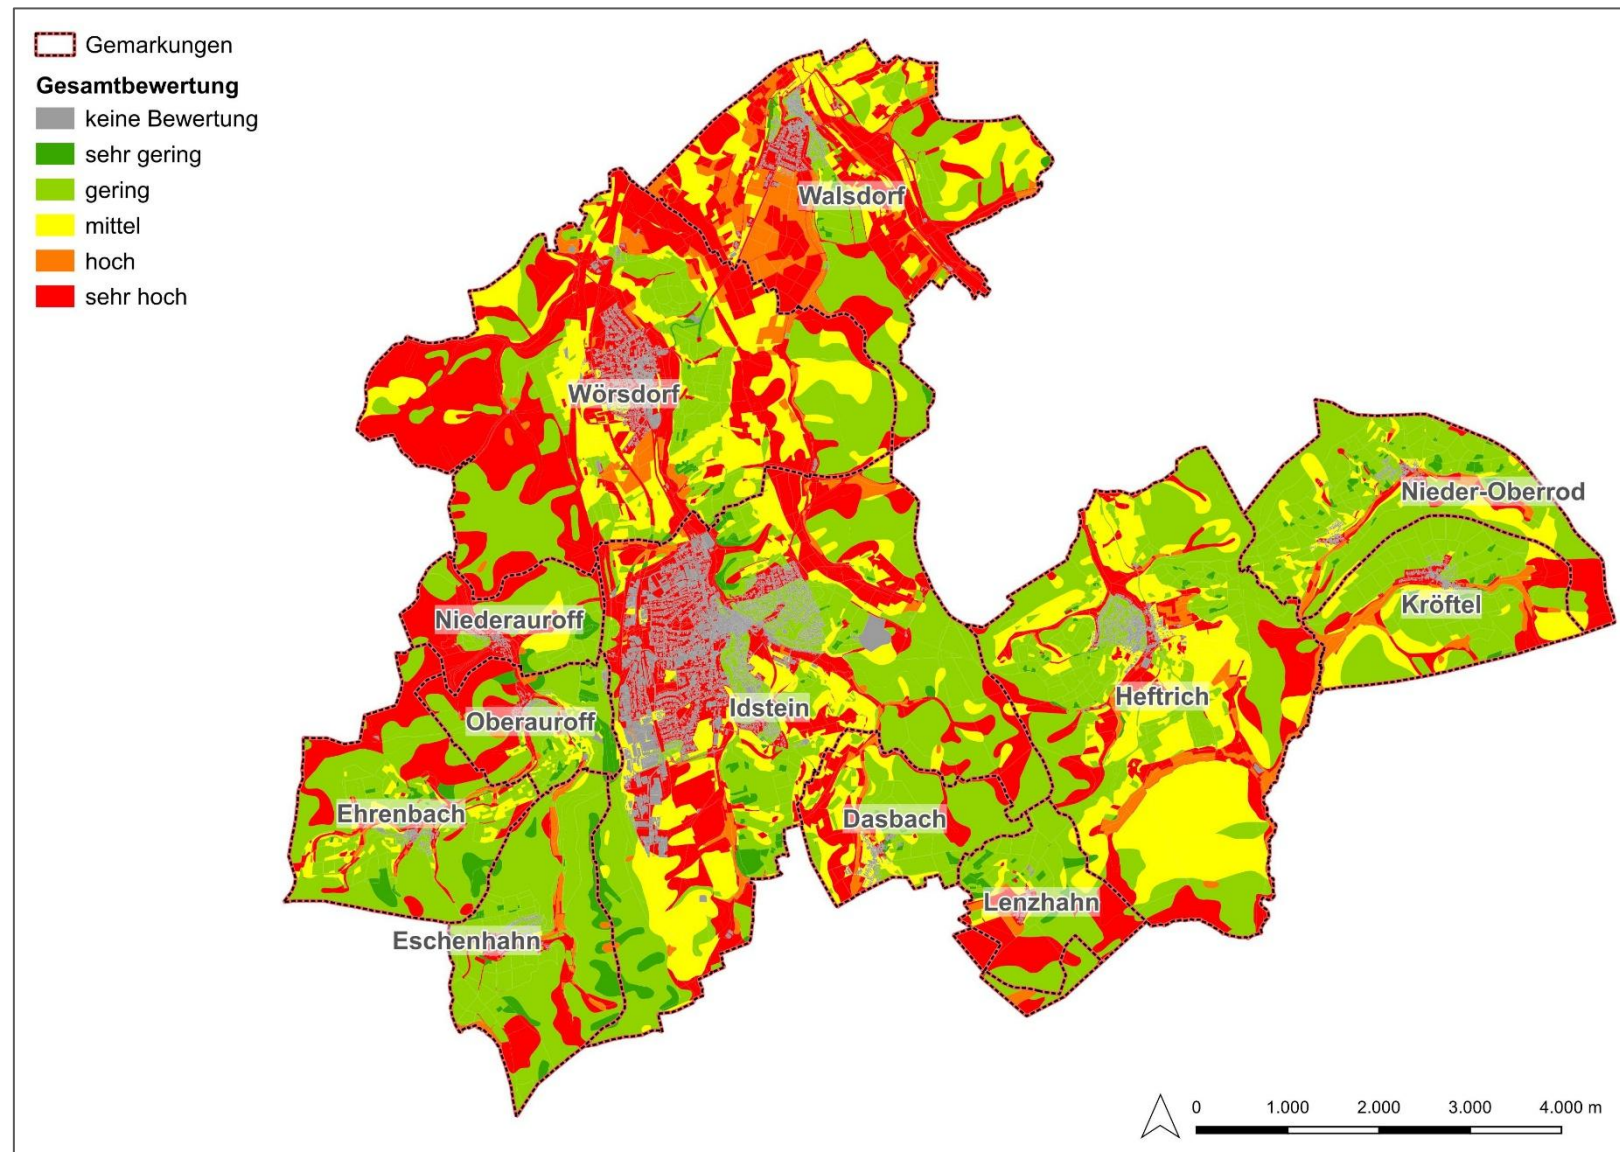 Gemarkungen
Gesamtbewertung
keine Bewertung
sehr gering
gering
mittel
hoch
sehr hoch
Walsdorf
Wörsdorf
Nieder-Oberrod
Kröftel
Niederauroff
Heftrich
Idstein
Oberauroff
Ehrenbach
Dasbach
Lenzhahn
Eschenhahn
0 1.000 2.000 3.000 4.000 m